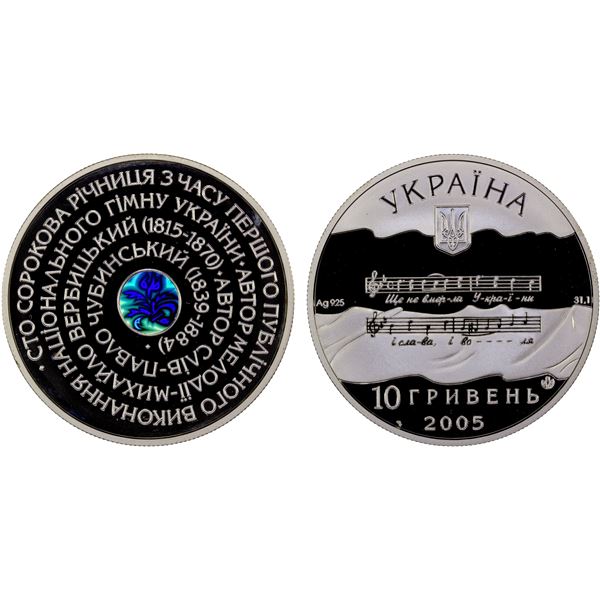 · СТО СОРОКОВА РІЧНИЦЯ З ЧАСУ ПЕРШОГО ПУБЛІЧНОГО ВИКОНАННЯ НАЦІОНАЛЬНОГО ГІМНУ УКРАЇНИ · АВТОР МЕЛОДІЇ-МИХАЙЛО ВЕРБИЦЬКИЙ (1815-1870) · АВТОР СЛІВ-ПАВЛО ЧУБИНСЬКИЙ (1839-1884)
УКРАЇНА
Ще не вмер-ла У-кра-ї-ни
Ag 925
31,1
і сла-ва, і во-----ля
10 ГРИВЕНЬ
2005